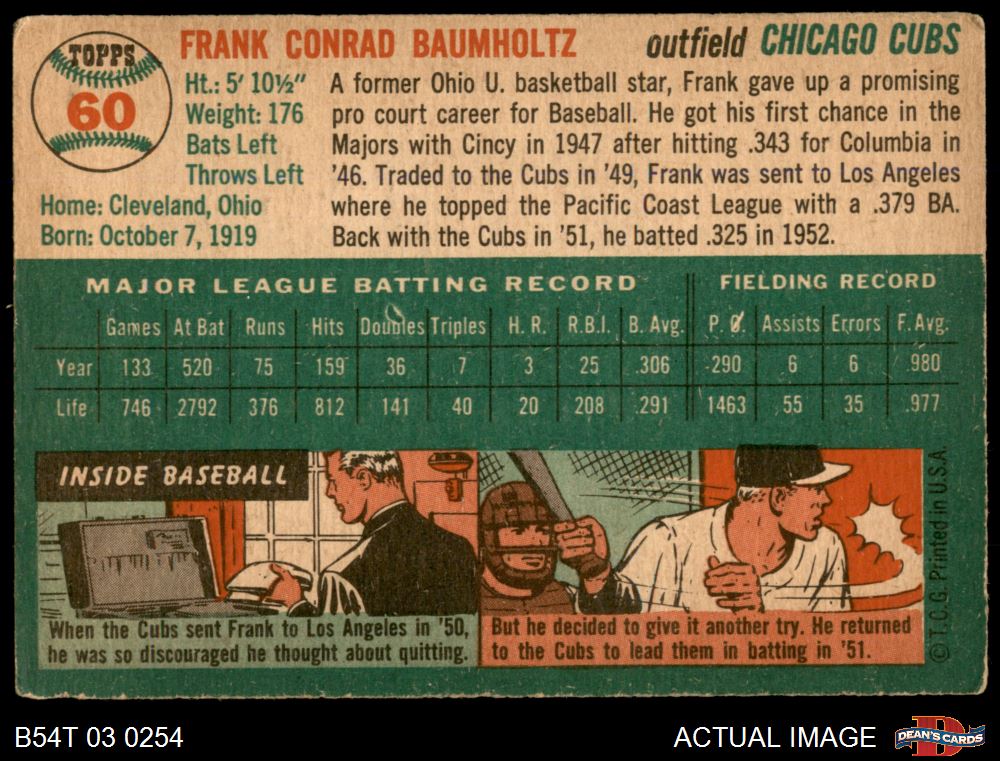 TOPPS
60
FRANK CONRAD BAUMHOLTZ outfield CHICAGO CUBS
Ht.: 5' 10½"
Weight: 176
Bats Left
Throws Left
Home: Cleveland, Ohio
Born: October 7, 1919
A former Ohio U. basketball star, Frank gave up a promising
pro court career for Baseball. He got his first chance in the
Majors with Cincy in 1947 after hitting .343 for Columbia in
'46. Traded to the Cubs in '49, Frank was sent to Los Angeles
where he topped the Pacific Coast League with a .379 BA.
Back with the Cubs in '51, he batted .325 in 1952.
MAJOR LEAGUE BATTING RECORD FIELDING RECORD
Games At Bat Runs Hits Doubles Triples H. R. R.B.I. B. Avg. P. O. Assists Errors F. Avg.
Year 133 520 75 159 36 7 3 25 .306 290 6 6 .980
Life 746 2792 376 812 141 40 20 208 .291 1463 55 35 .977
INSIDE BASEBALL
When the Cubs sent Frank to Los Angeles in '50,
he was so discouraged he thought about quitting.
But he decided to give it another try. He returned
to the Cubs to lead them in batting in '51.
© T.C.G. Printed in U.S.A.
B54T 03 0254
ACTUAL IMAGE
D
DEAN'S CARDS